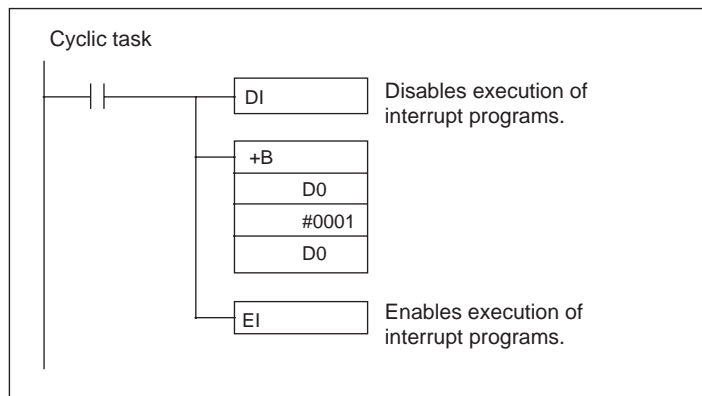 Cyclic task
DI
Disables execution of
interrupt programs.
+B
D0
#0001
D0
EI
Enables execution of
interrupt programs.